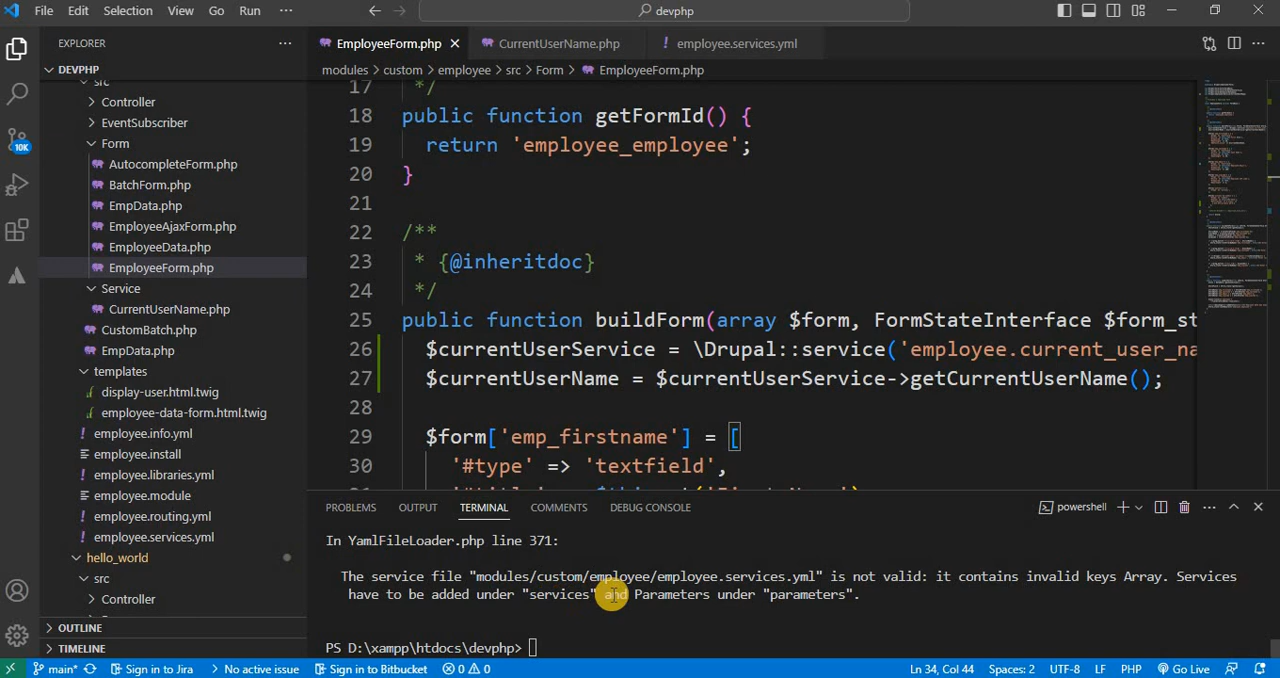 File Edit Selection View Go Run ··· devphp
EXPLORER ···
DEVPHP
src
Controller
EventSubscriber
Form
AutocompleteForm.php
BatchForm.php
EmpData.php
EmployeeAjaxForm.php
EmployeeData.php
EmployeeForm.php
Service
CurrentUserName.php
CustomBatch.php
EmpData.php
templates
display-user.html.twig
employee-data-form.html.twig
employee.info.yml
employee.install
employee.libraries.yml
employee.module
employee.routing.yml
employee.services.yml
hello_world
src
Controller
OUTLINE
TIMELINE
10K
EmployeeForm.php CurrentUserName.php ! employee.services.yml
modules > custom > employee > src > Form > EmployeeForm.php
17 */
18 public function getFormId() {
19 return 'employee_employee';
20 }
21
22 /**
23 * {@inheritdoc}
24 */
25 public function buildForm(array $form, FormStateInterface $form_st
26 $currentUserService = \Drupal::service('employee.current_user_na
27 $currentUserName = $currentUserService->getCurrentUserName();
28
29 $form['emp_firstname'] = [
30 '#type' => 'textfield',
PROBLEMS OUTPUT TERMINAL COMMENTS DEBUG CONSOLE powershell
In YamlFileLoader.php line 371:
The service file "modules/custom/employee/employee.services.yml" is not valid: it contains invalid keys Array. Services
have to be added under "services" and Parameters under "parameters".
PS D:\xampp\htdocs\devphp>
main* Sign in to Jira No active issue Sign in to Bitbucket 0 0 Ln 34, Col 44 Spaces: 2 UTF-8 LF PHP Go Live